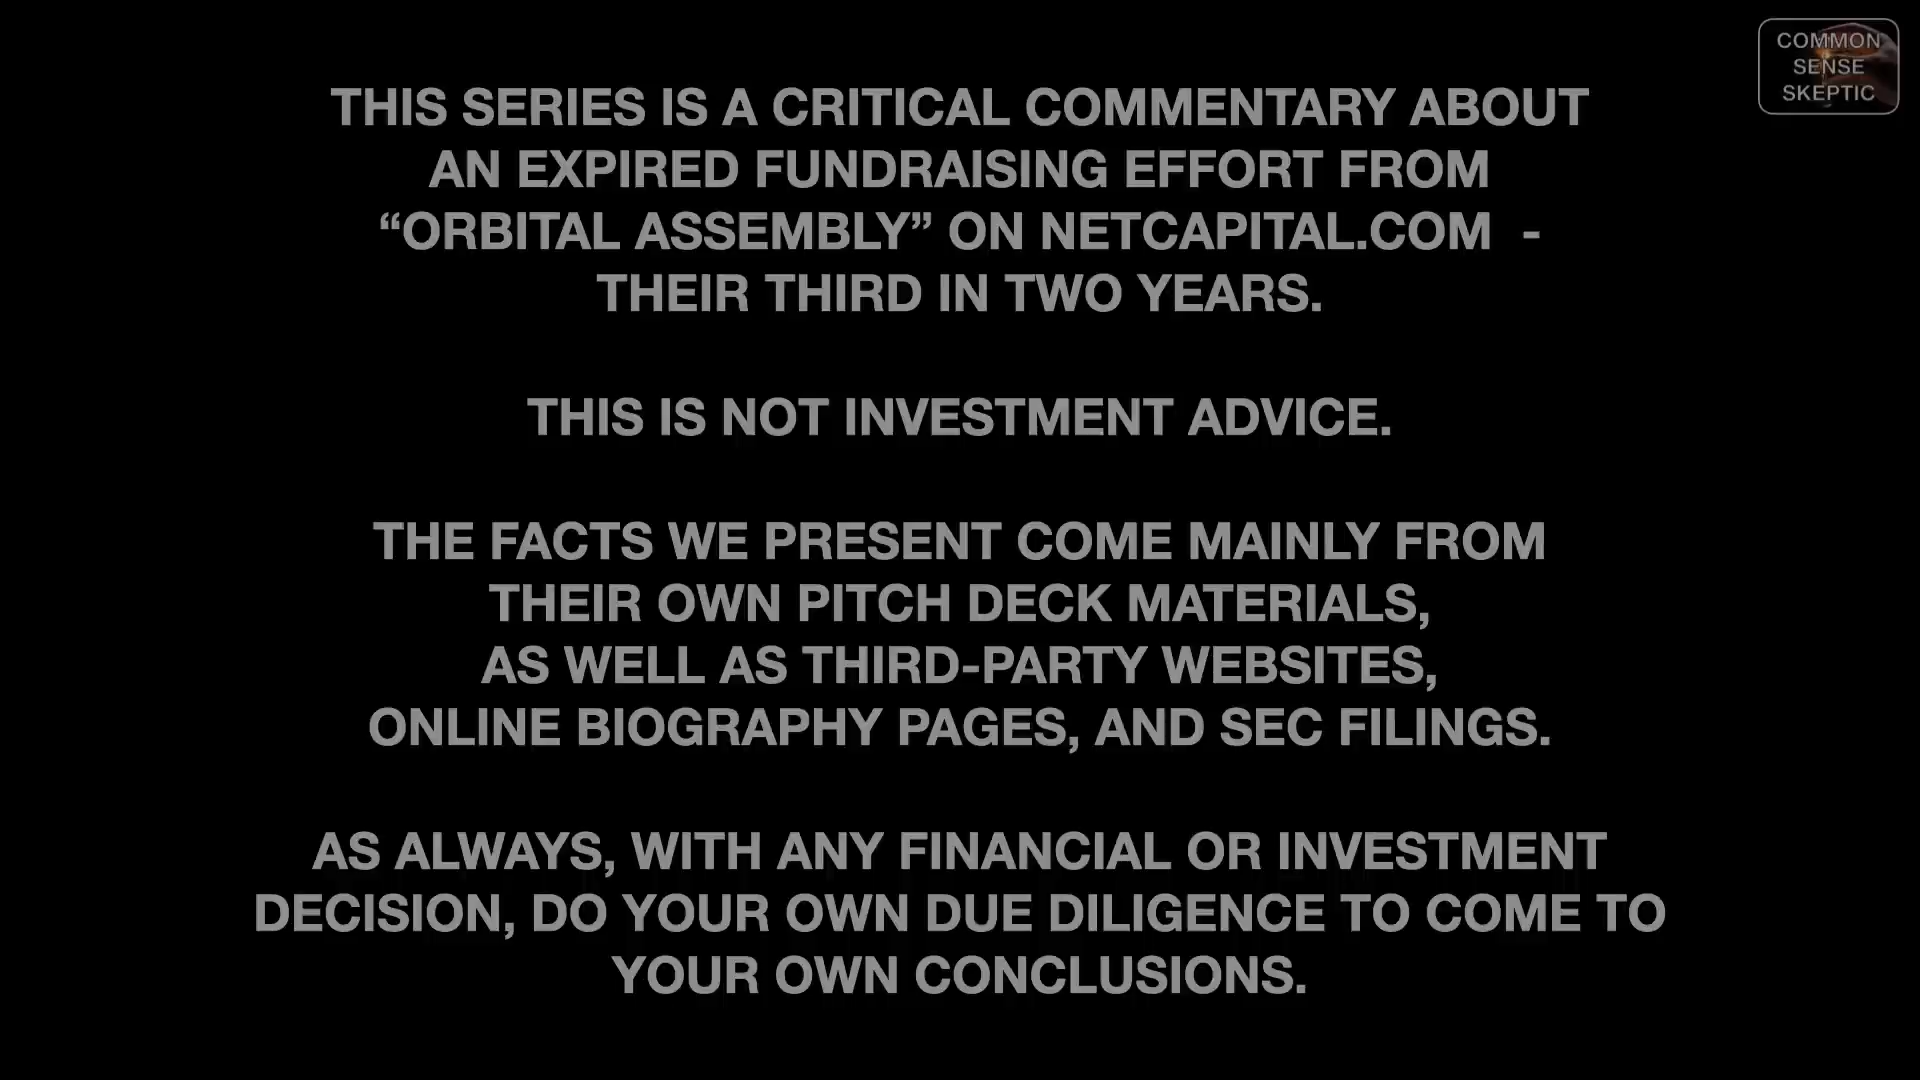 COMMON
SENSE
SKEPTIC
THIS SERIES IS A CRITICAL COMMENTARY ABOUT
AN EXPIRED FUNDRAISING EFFORT FROM
“ORBITAL ASSEMBLY” ON NETCAPITAL.COM -
THEIR THIRD IN TWO YEARS.
THIS IS NOT INVESTMENT ADVICE.
THE FACTS WE PRESENT COME MAINLY FROM
THEIR OWN PITCH DECK MATERIALS,
AS WELL AS THIRD-PARTY WEBSITES,
ONLINE BIOGRAPHY PAGES, AND SEC FILINGS.
AS ALWAYS, WITH ANY FINANCIAL OR INVESTMENT
DECISION, DO YOUR OWN DUE DILIGENCE TO COME TO
YOUR OWN CONCLUSIONS.